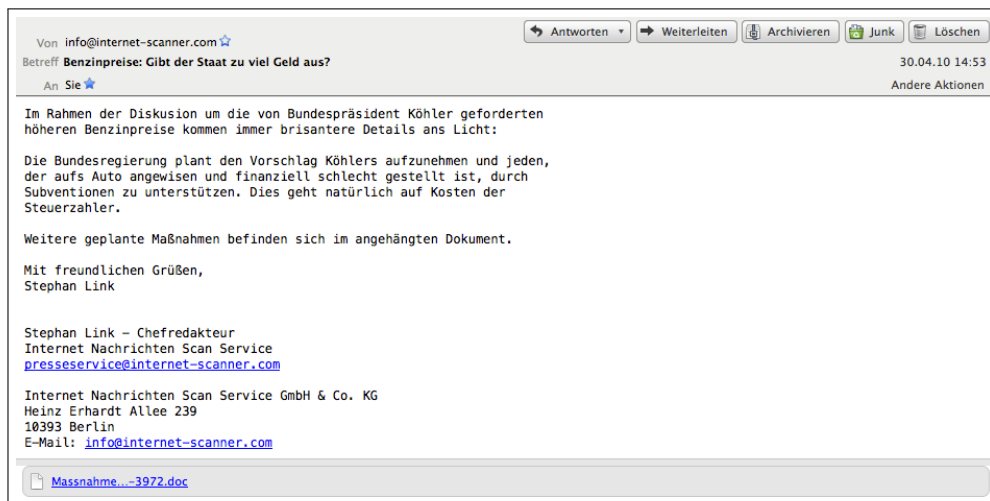 Antworten Weiterleiten Archivieren Junk Löschen
Von info@internet-scanner.com
Betreff Benzinpreise: Gibt der Staat zu viel Geld aus? 30.04.10 14:53
An Sie Andere Aktionen
Im Rahmen der Diskusion um die von Bundespräsident Köhler geforderten
höheren Benzinpreise kommen immer brisantere Details ans Licht:
Die Bundesregierung plant den Vorschlag Köhlers aufzunehmen und jeden,
der aufs Auto angewisen und finanziell schlecht gestellt ist, durch
Subventionen zu unterstützen. Dies geht natürlich auf Kosten der
Steuerzahler.
Weitere geplante Maßnahmen befinden sich im angehängten Dokument.
Mit freundlichen Grüßen,
Stephan Link
Stephan Link – Chefredakteur
Internet Nachrichten Scan Service
presseservice@internet-scanner.com
Internet Nachrichten Scan Service GmbH & Co. KG
Heinz Erhardt Allee 239
10393 Berlin
E-Mail: info@internet-scanner.com
Massnahme...-3972.doc